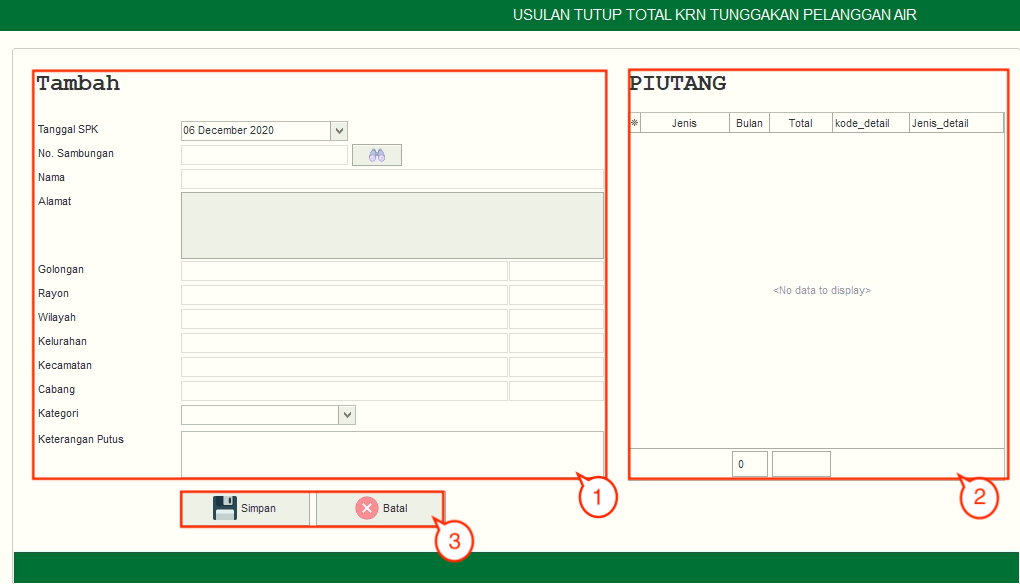 USULAN TUTUP TOTAL KRN TUNGGAKAN PELANGGAN AIR
Tambah
Tanggal SPK 06 December 2020
No. Sambungan
Nama
Alamat
Golongan
Rayon
Wilayah
Kelurahan
Kecamatan
Cabang
Kategori
Keterangan Putus
1
PIUTANG
Jenis Bulan Total kode_detail Jenis_detail
<No data to display>
0
2
Simpan Batal
3